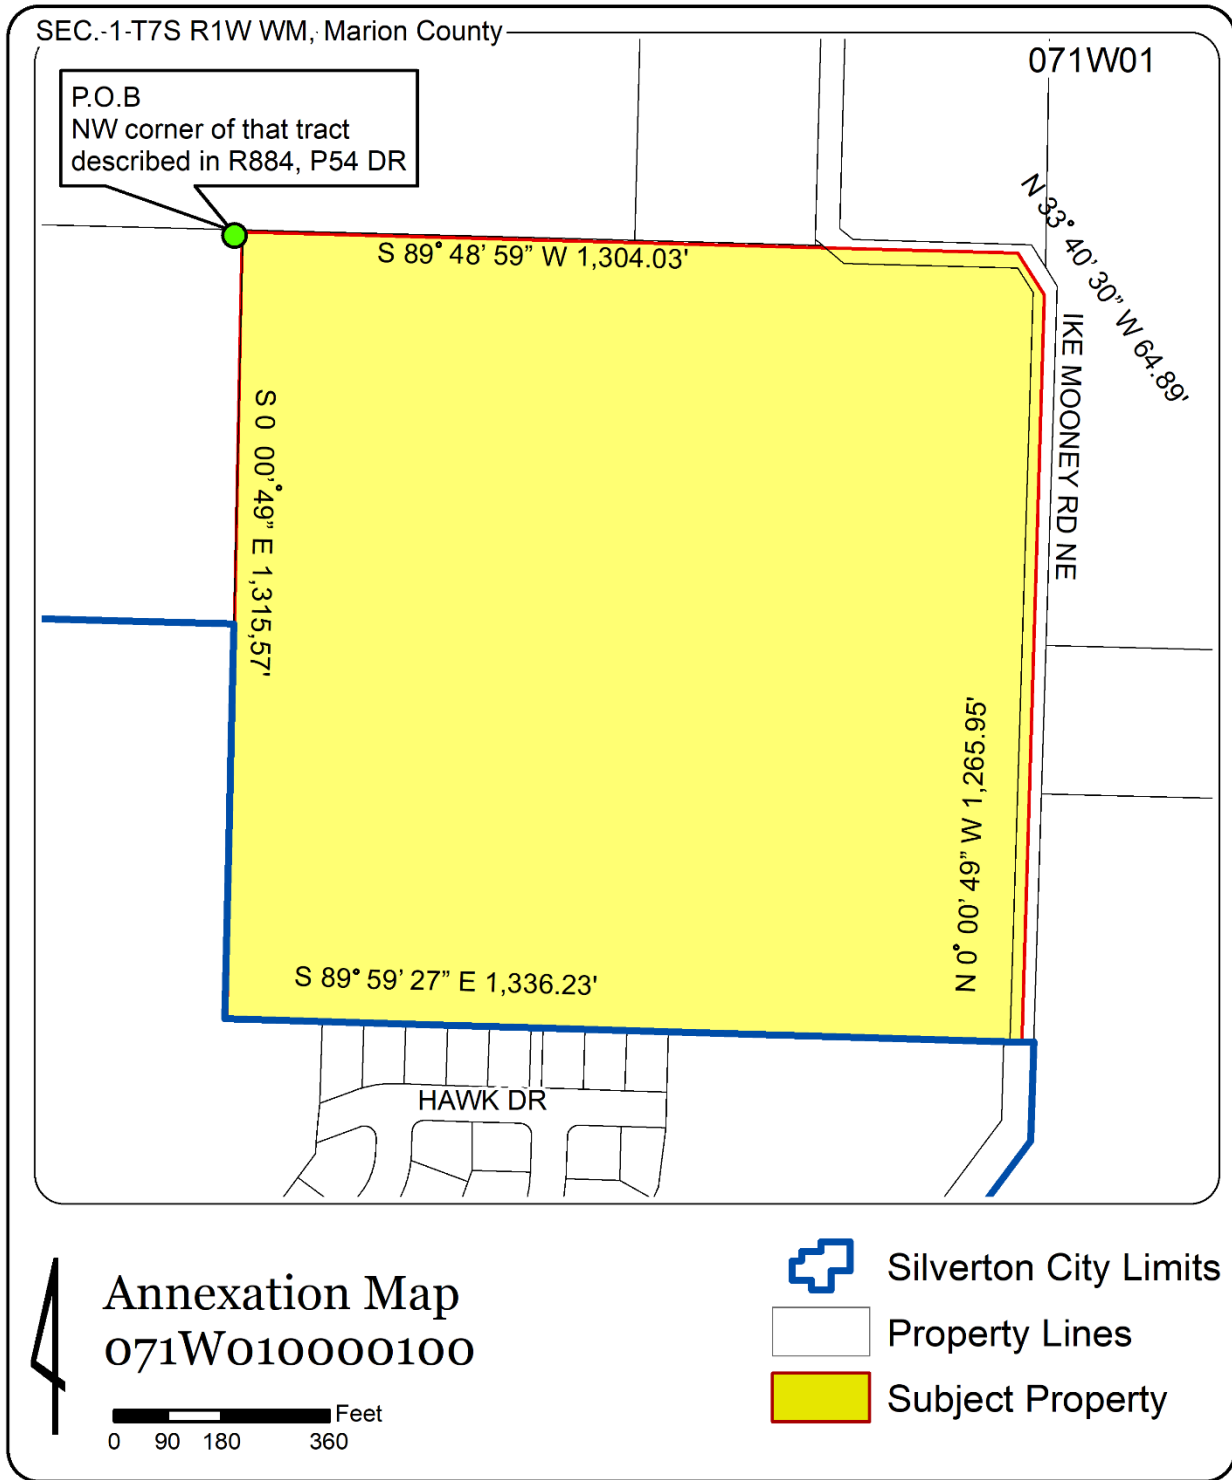 SEC.-1-T7S R1W WM, Marion County
071W01
P.O.B
NW corner of that tract
described in R884, P54 DR
S 89° 48’ 59” W 1,304.03'
N 33° 40’ 30” W 64.89'
IKE MOONEY RD NE
S 0 00’°49” E 1,315,57'
N 0° 00’ 49” W 1,265.95'
S 89° 59’ 27” E 1,336.23'
HAWK DR
Annexation Map
071W010000100
Feet
0 90 180 360
Silverton City Limits
Property Lines
Subject Property